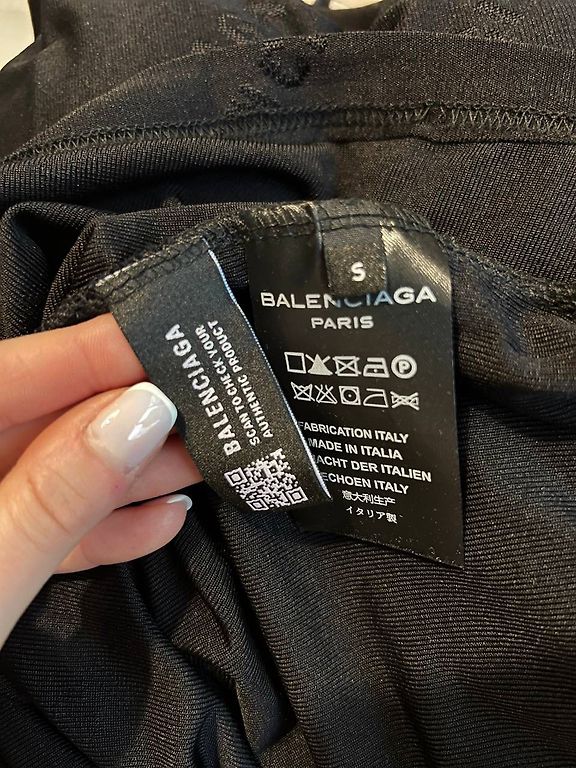 BALENCIAGA
SCAN TO CHECK YOUR
AUTHENTIC PRODUCT
S
BALENCIAGA
PARIS
FABRICATION ITALY
MADE IN ITALIA
ACHT DER ITALIEN
ECHOEN ITALY
意大利生产
イタリア製